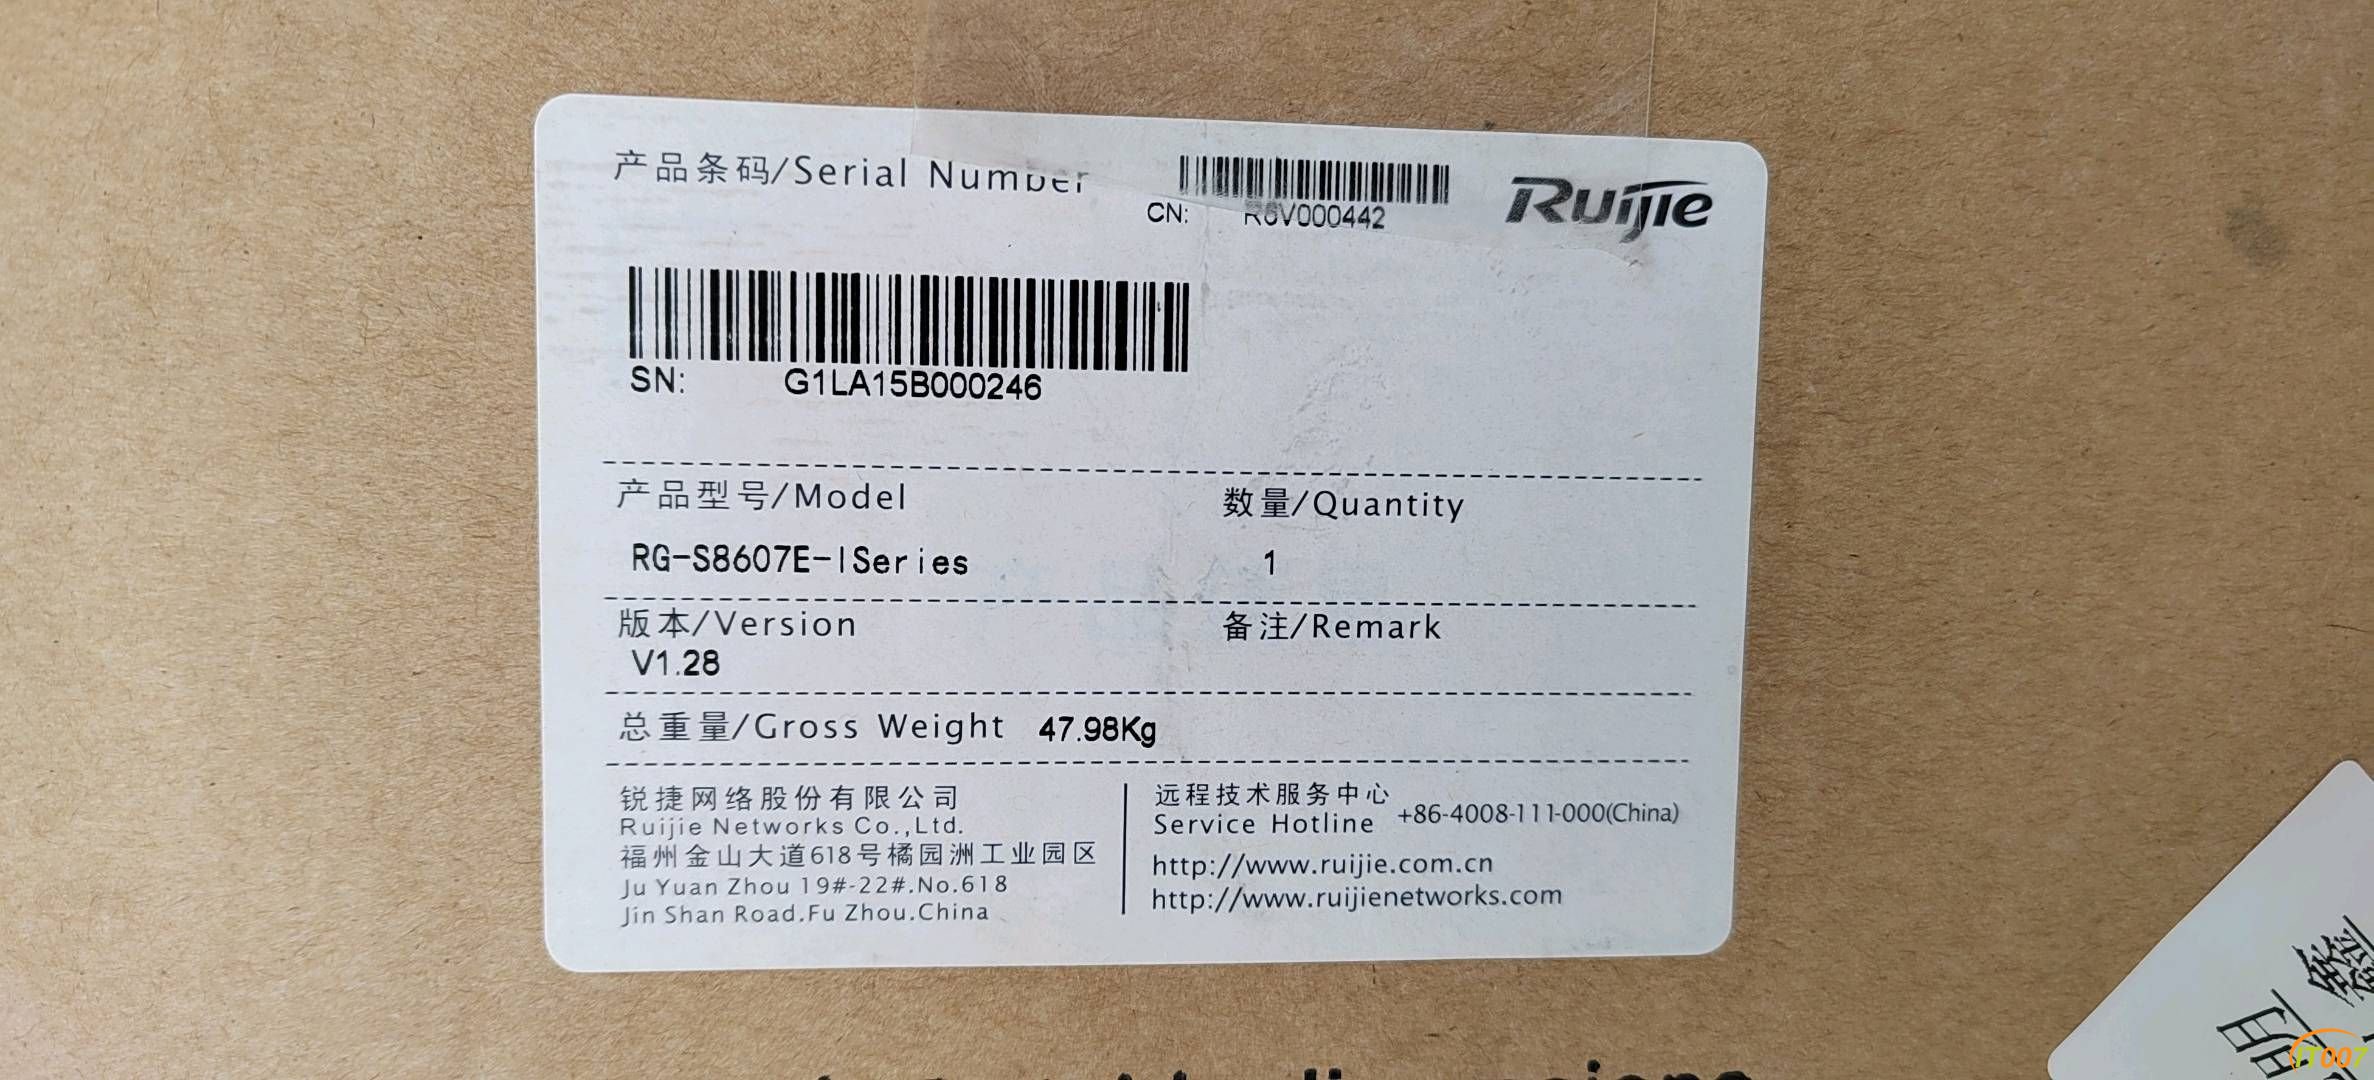 产品条码/Serial Number
CN: R6V000442
Ruijie
SN: G1LA15B000246
产品型号/Model
数量/Quantity
RG-S8607E-ISeries
1
版本/Version
备注/Remark
V1.28
总重量/Gross Weight 47.98Kg
锐捷网络股份有限公司
Ruijie Networks Co.,Ltd.
福州金山大道618号橘园洲工业园区
Ju Yuan Zhou 19#-22#.No.618
Jin Shan Road.Fu Zhou.China
远程技术服务中心
Service Hotline +86-4008-111-000(China)
http://www.ruijie.com.cn
http://www.ruijienetworks.com
IT007